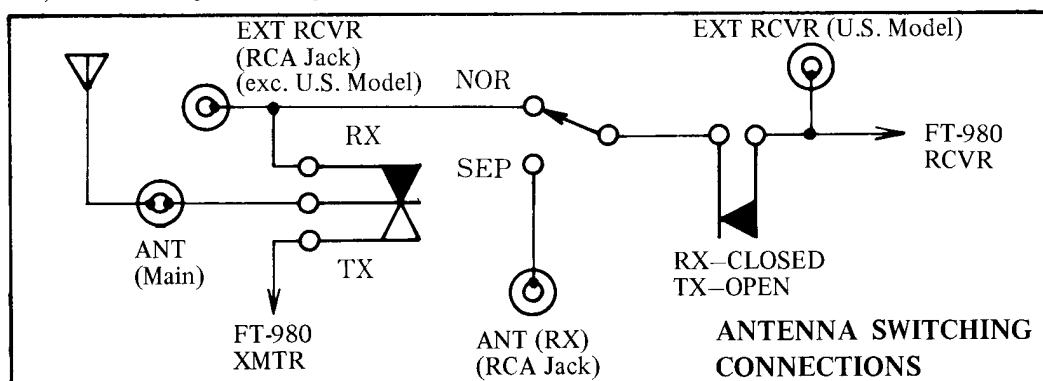 EXT RCVR
(RCA Jack)
(exc. U.S. Model)
EXT RCVR (U.S. Model)
NOR
RX
SEP
FT-980
RCVR
ANT
(Main)
TX
RX–CLOSED
TX–OPEN
FT-980
XMTR
ANT (RX)
(RCA Jack)
ANTENNA SWITCHING
CONNECTIONS